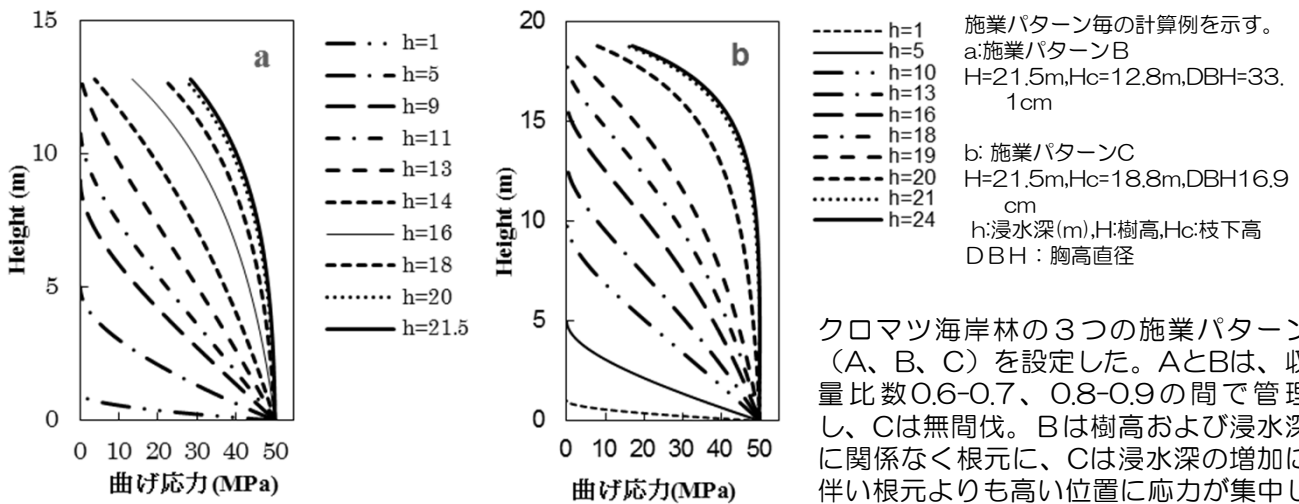 15
10
5
0
Height (m)
a
0 10 20 30 40 50
曲げ応力(MPa)
h=1
h=5
h=9
h=11
h=13
h=14
h=16
h=18
h=20
h=21.5
20
15
10
5
0
Height (m)
b
0 10 20 30 40 50
曲げ応力(MPa)
h=1
h=5
h=10
h=13
h=16
h=18
h=19
h=20
h=21
h=24
施業パターン毎の計算例を示す。
a:施業パターンB
H=21.5m,Hc=12.8m,DBH=33.
1cm
b: 施業パターンC
H=21.5m,Hc=18.8m,DBH16.9
cm
h:浸水深(m),H:樹高,Hc:枝下高
DBH:胸高直径
クロマツ海岸林の3つの施業パターン
(A、B、C)を設定した。AとBは、収
量比数0.6-0.7、0.8-0.9の間で管理
し、Cは無間伐。Bは樹高および浸水深
に関係なく根元に、Cは浸水深の増加に
伴い根元よりも高い位置に応力が集中し